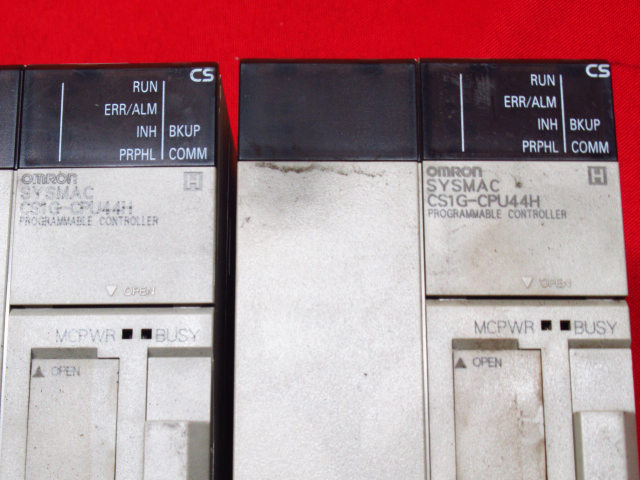 CS
RUN
ERR/ALM
INH BKUP
PRPHL COMM
OMRON H
SYSMAC
CS1G-CPU44H
PROGRAMMABLE CONTROLLER
▽ OPEN
MCPWR ■ ■ BUSY
▲ OPEN
CS
RUN
ERR/ALM
INH BKUP
PRPHL COMM
OMRON H
SYSMAC
CS1G-CPU44H
PROGRAMMABLE CONTROLLER
▽ OPEN
MCPWR ■ ■ BUSY
▲ OPEN